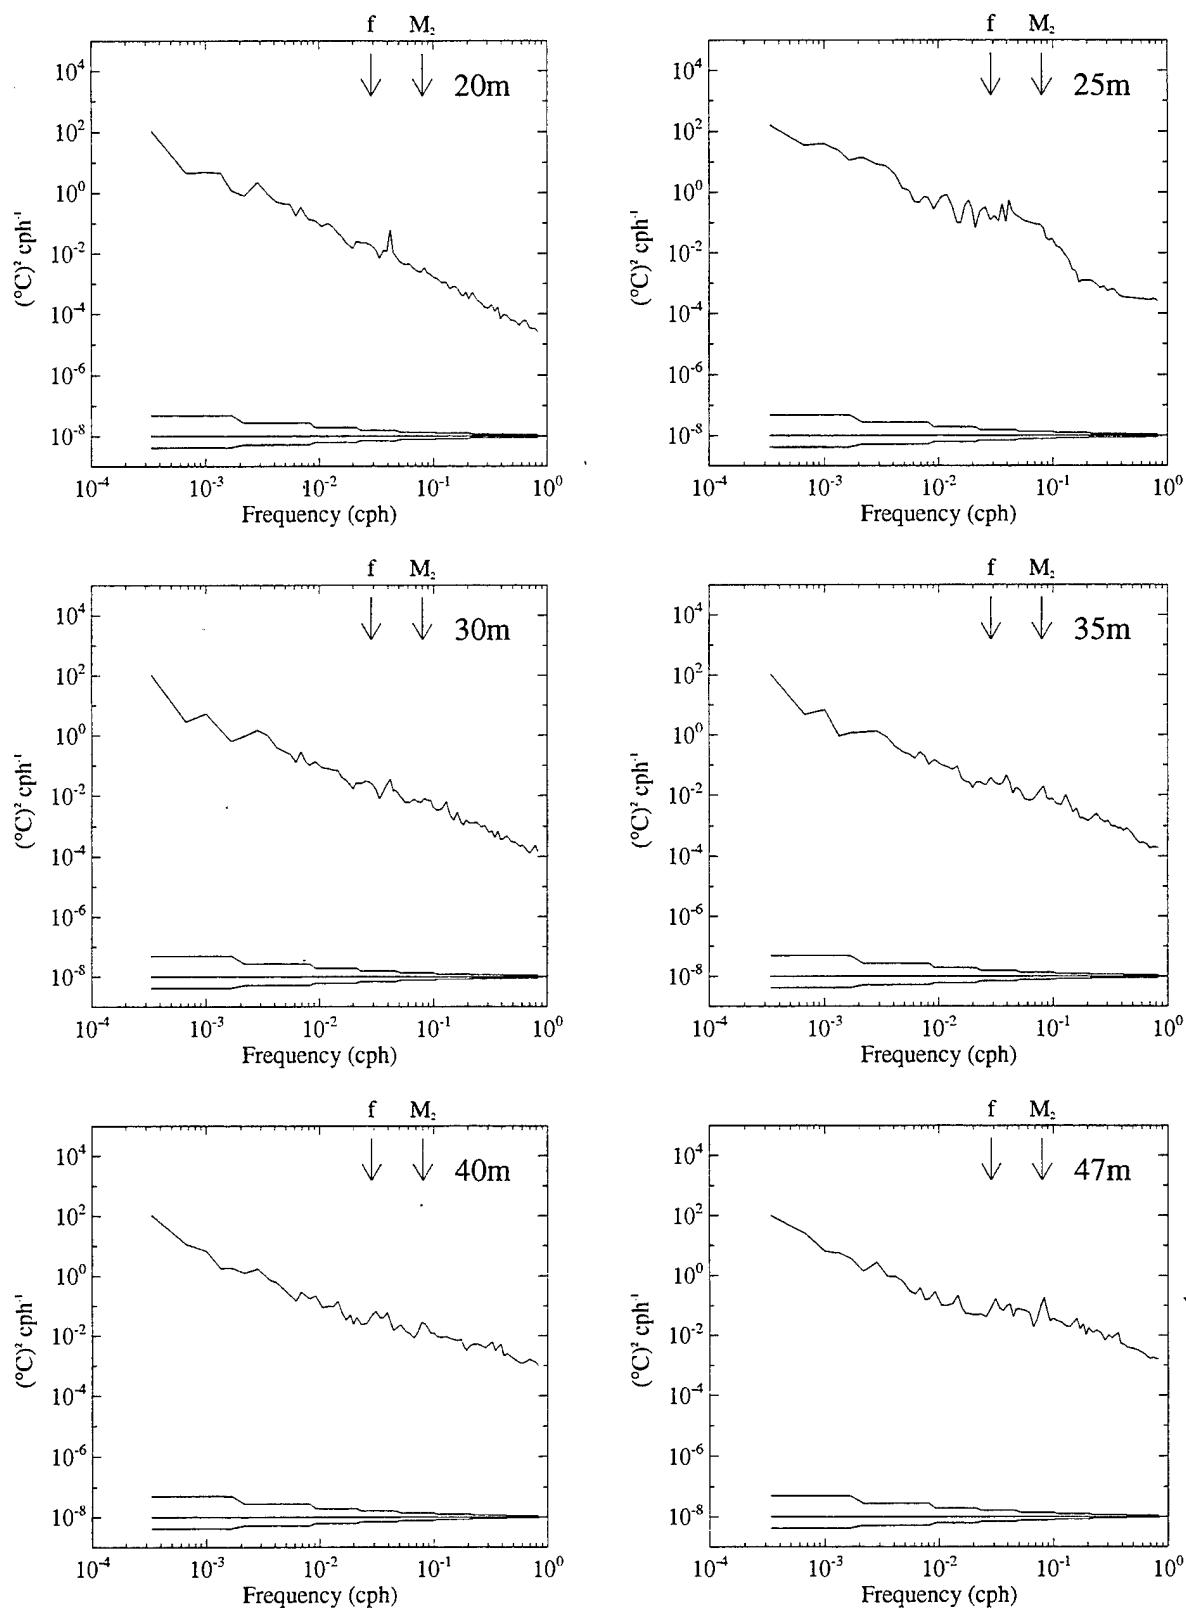 f M₂ f M₂
20m 25m
10⁴ 10⁴
10² 10²
10⁰ 10⁰
10⁻² 10⁻²
10⁻⁴ 10⁻⁴
10⁻⁶ 10⁻⁶
10⁻⁸ 10⁻⁸
(°C)² cph⁻¹ (°C)² cph⁻¹
10⁻⁴ 10⁻³ 10⁻² 10⁻¹ 10⁰ 10⁻⁴ 10⁻³ 10⁻² 10⁻¹ 10⁰
Frequency (cph) Frequency (cph)
f M₂ f M₂
30m 35m
10⁴ 10⁴
10² 10²
10⁰ 10⁰
10⁻² 10⁻²
10⁻⁴ 10⁻⁴
10⁻⁶ 10⁻⁶
10⁻⁸ 10⁻⁸
(°C)² cph⁻¹ (°C)² cph⁻¹
10⁻⁴ 10⁻³ 10⁻² 10⁻¹ 10⁰ 10⁻⁴ 10⁻³ 10⁻² 10⁻¹ 10⁰
Frequency (cph) Frequency (cph)
f M₂ f M₂
40m 47m
10⁴ 10⁴
10² 10²
10⁰ 10⁰
10⁻² 10⁻²
10⁻⁴ 10⁻⁴
10⁻⁶ 10⁻⁶
10⁻⁸ 10⁻⁸
(°C)² cph⁻¹ (°C)² cph⁻¹
10⁻⁴ 10⁻³ 10⁻² 10⁻¹ 10⁰ 10⁻⁴ 10⁻³ 10⁻² 10⁻¹ 10⁰
Frequency (cph) Frequency (cph)